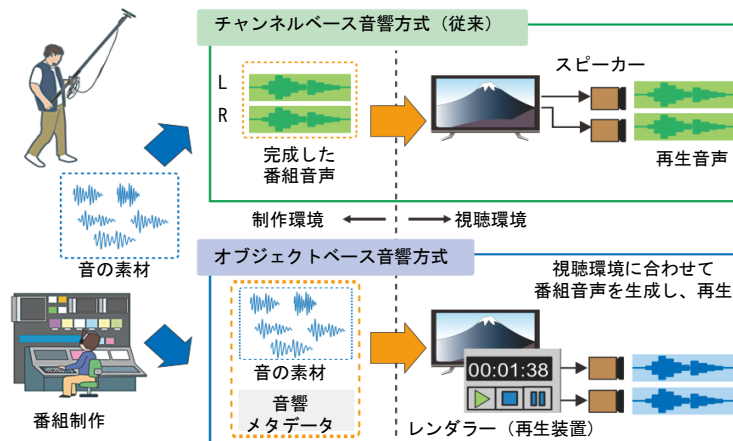 チャンネルベース音響方式（従来）
L
R
完成した
番組音声
スピーカー
再生音声
音の素材
制作環境
視聴環境
オブジェクトベース音響方式
視聴環境に合わせて
番組音声を生成し、再生
00:01:38
音の素材
音響
メタデータ
番組制作
レンダラー（再生装置）